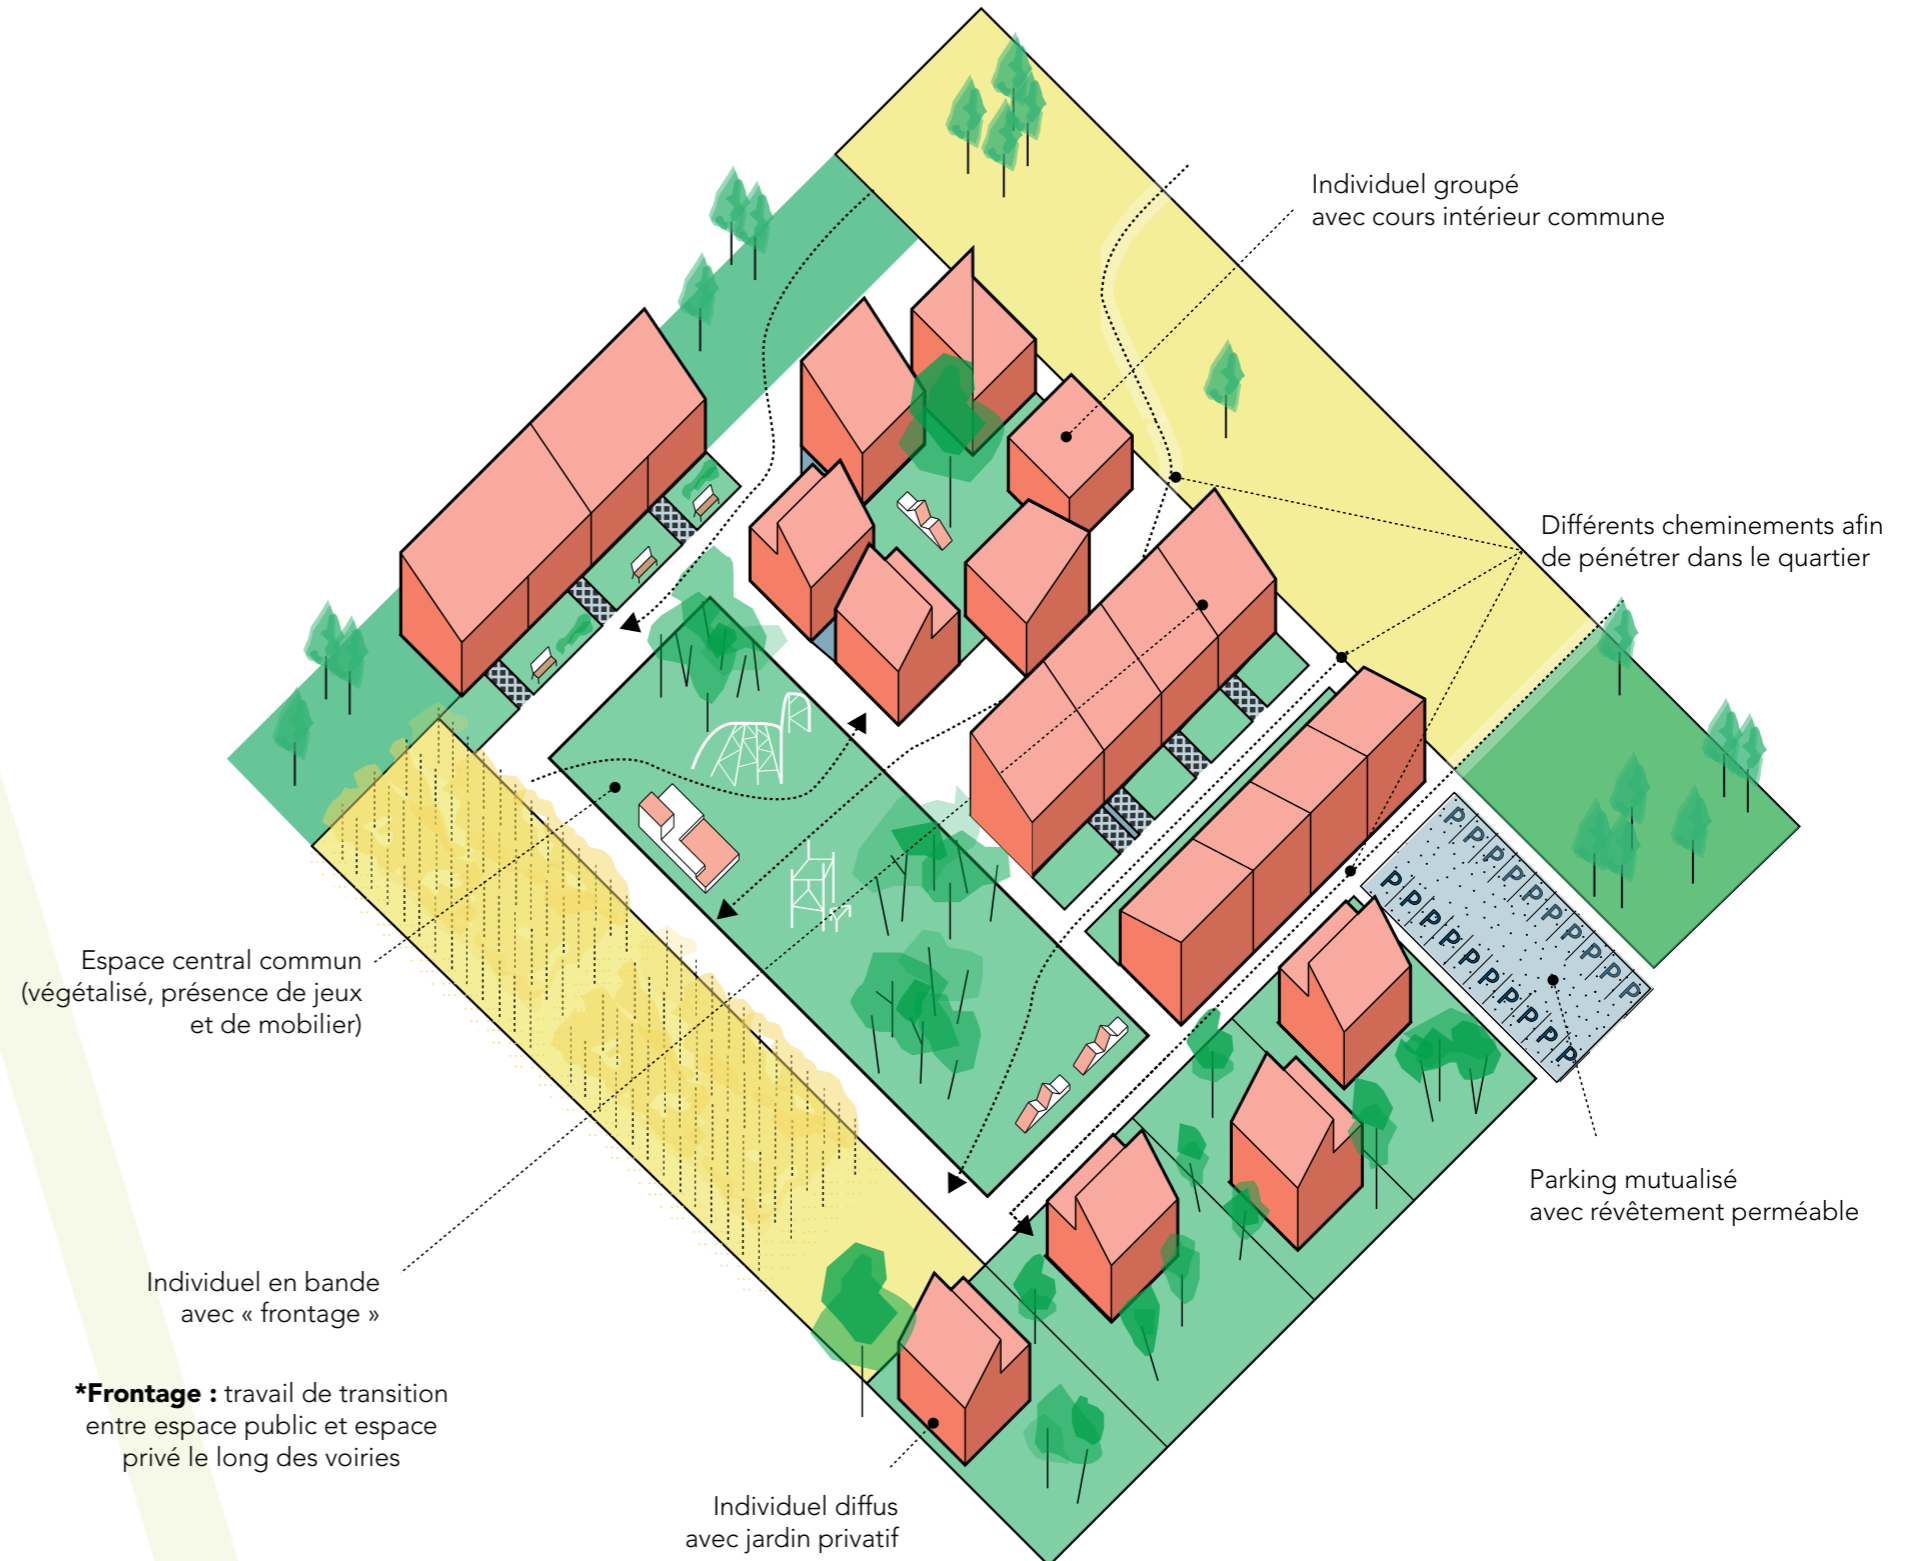 Individuel groupé
avec cours intérieur commune
Différents cheminements afin
de pénétrer dans le quartier
Espace central commun
(végétalisé, présence de jeux
et de mobilier)
P P P P P P P P P P
P P P P P P P P P P
Parking mutualisé
avec revêtement perméable
Individuel en bande
avec « frontage »
*Frontage : travail de transition
entre espace public et espace
privé le long des voiries
Individuel diffus
avec jardin privatif